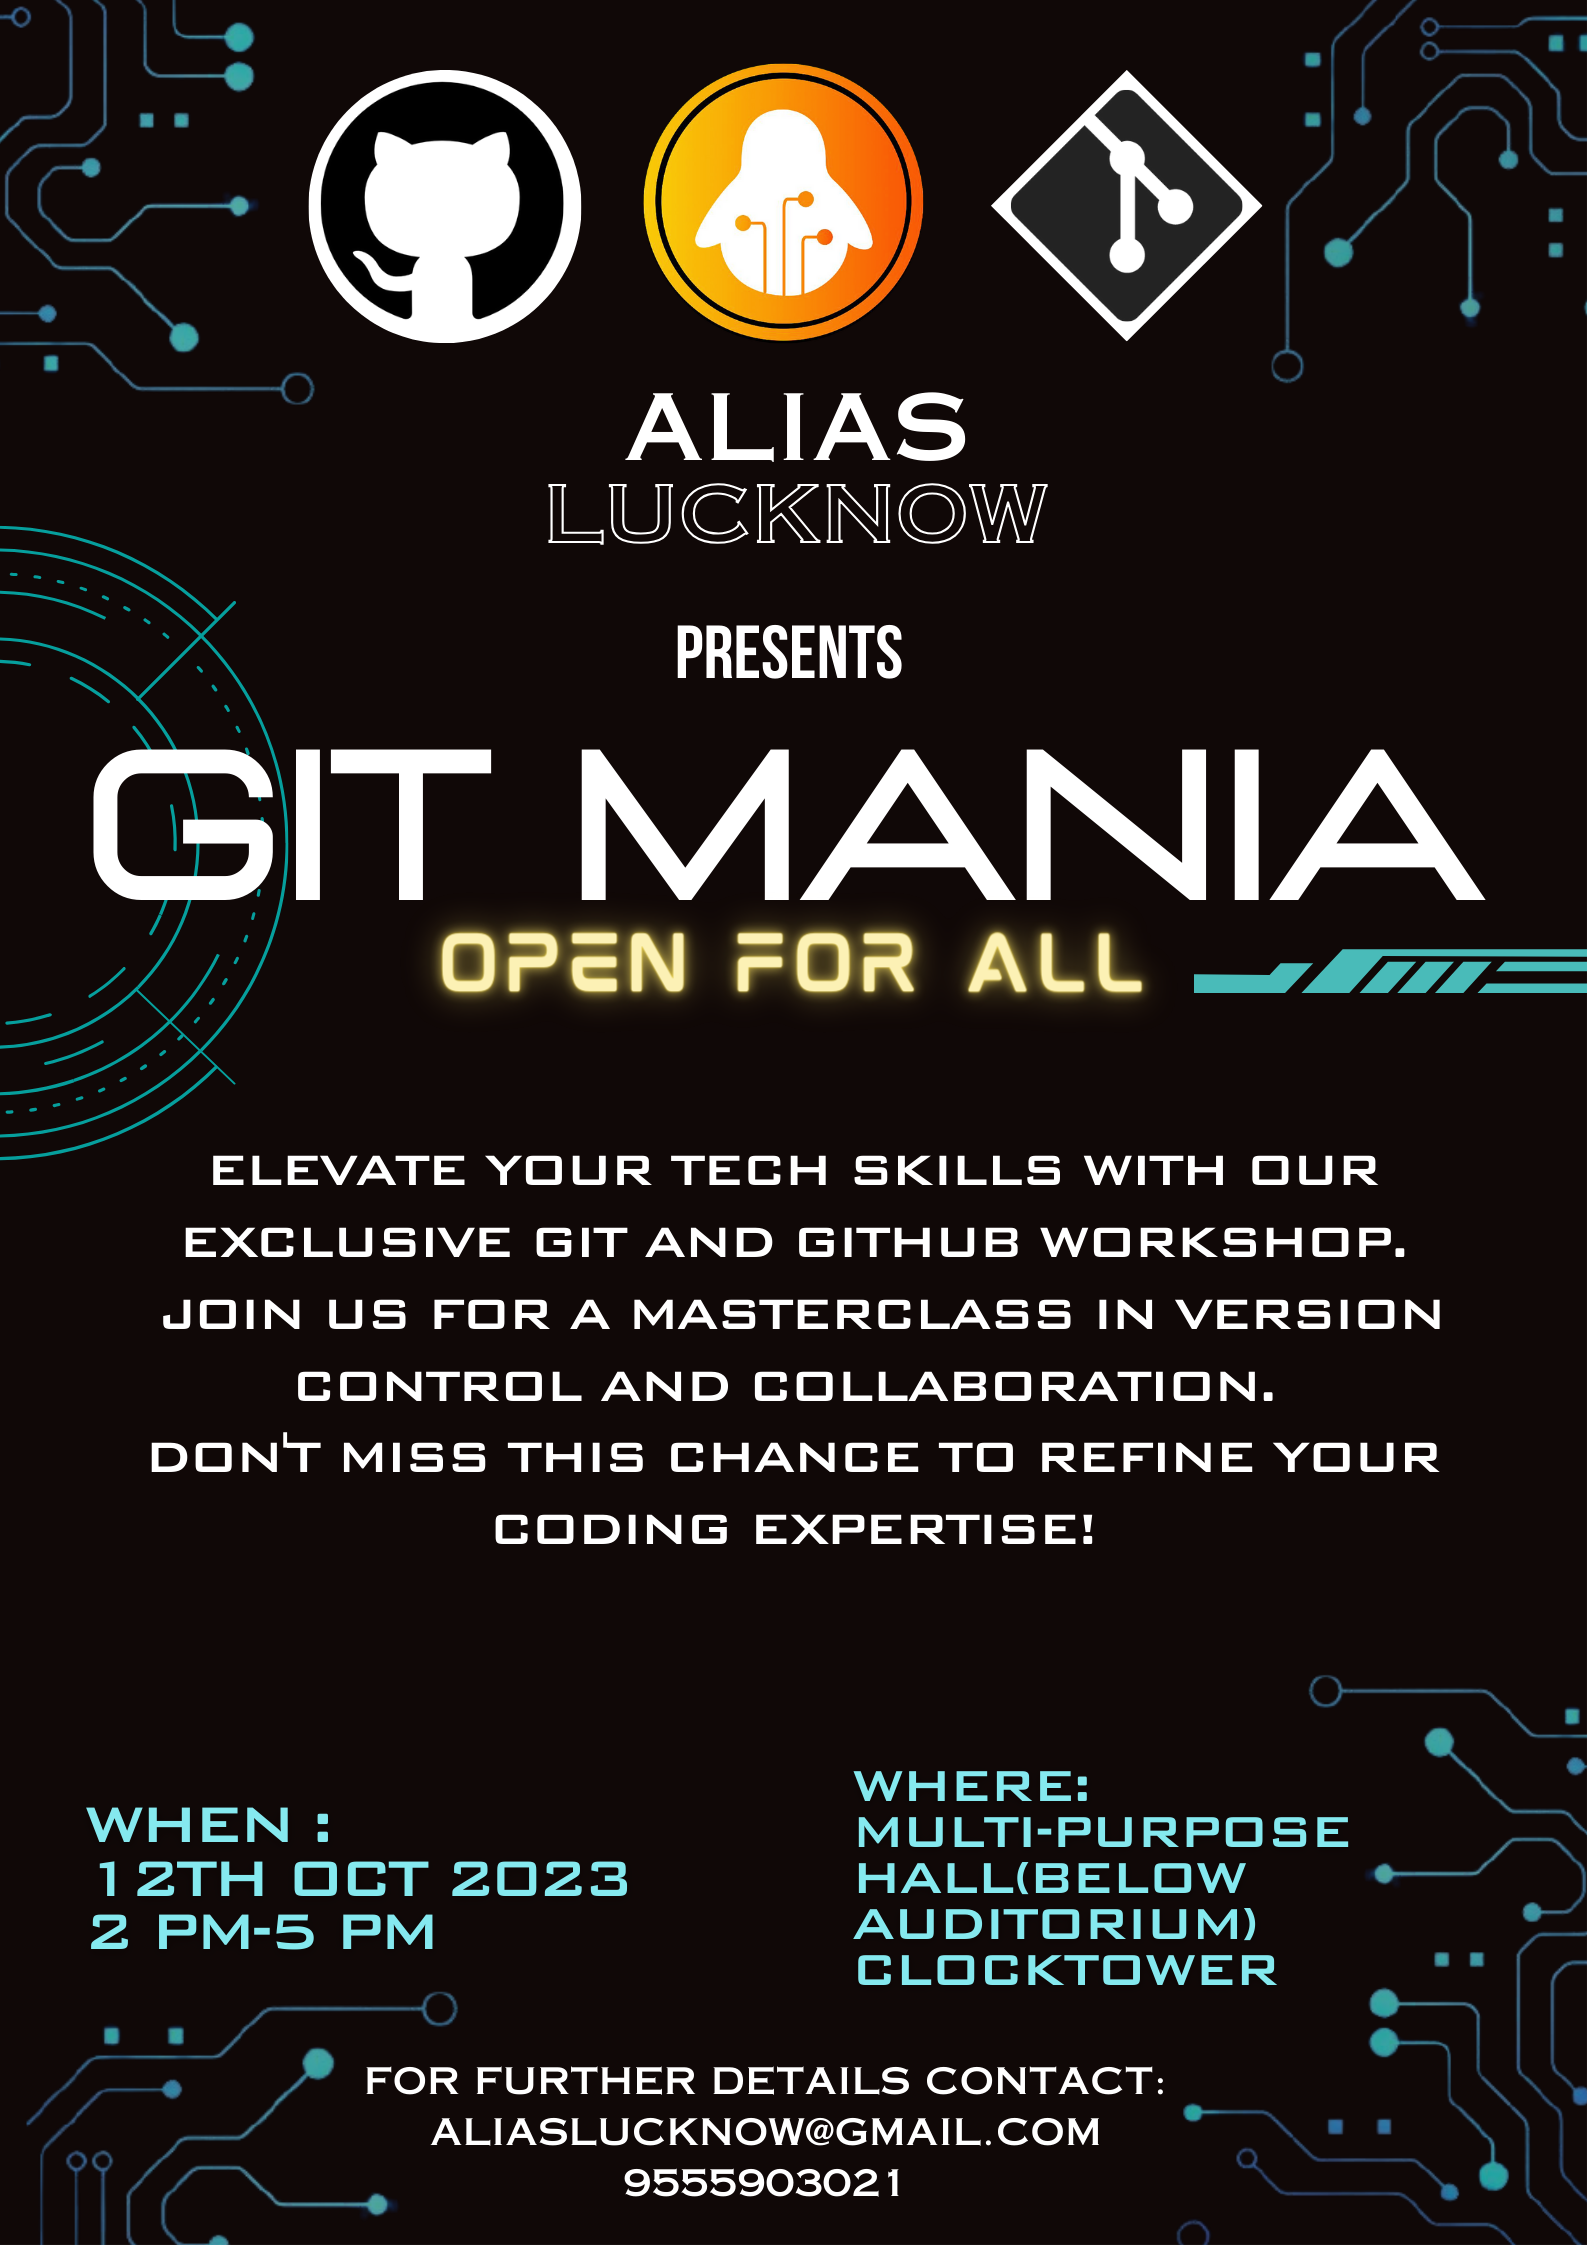 ALIAS
LUCKNOW
PRESENTS
GIT MANIA
OPEN FOR ALL
ELEVATE YOUR TECH SKILLS WITH OUR
EXCLUSIVE GIT AND GITHUB WORKSHOP.
JOIN US FOR A MASTERCLASS IN VERSION
CONTROL AND COLLABORATION.
DON'T MISS THIS CHANCE TO REFINE YOUR
CODING EXPERTISE!
WHEN :
12TH OCT 2023
2 PM-5 PM
WHERE:
MULTI-PURPOSE
HALL(BELOW
AUDITORIUM)
CLOCKTOWER
FOR FURTHER DETAILS CONTACT:
ALIASLUCKNOW@GMAIL.COM
9555903021